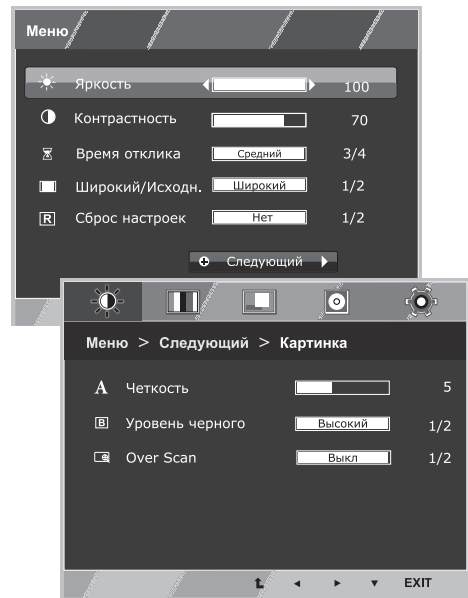 Меню
Яркость 100
Контрастность 70
Время отклика Средний 3/4
Широкий/Исходн. Широкий 1/2
R Сброс настроек Нет 1/2
Следующий
Меню > Следующий > Картинка
A Четкость 5
B Уровень черного Высокий 1/2
Over Scan Выкл 1/2
EXIT